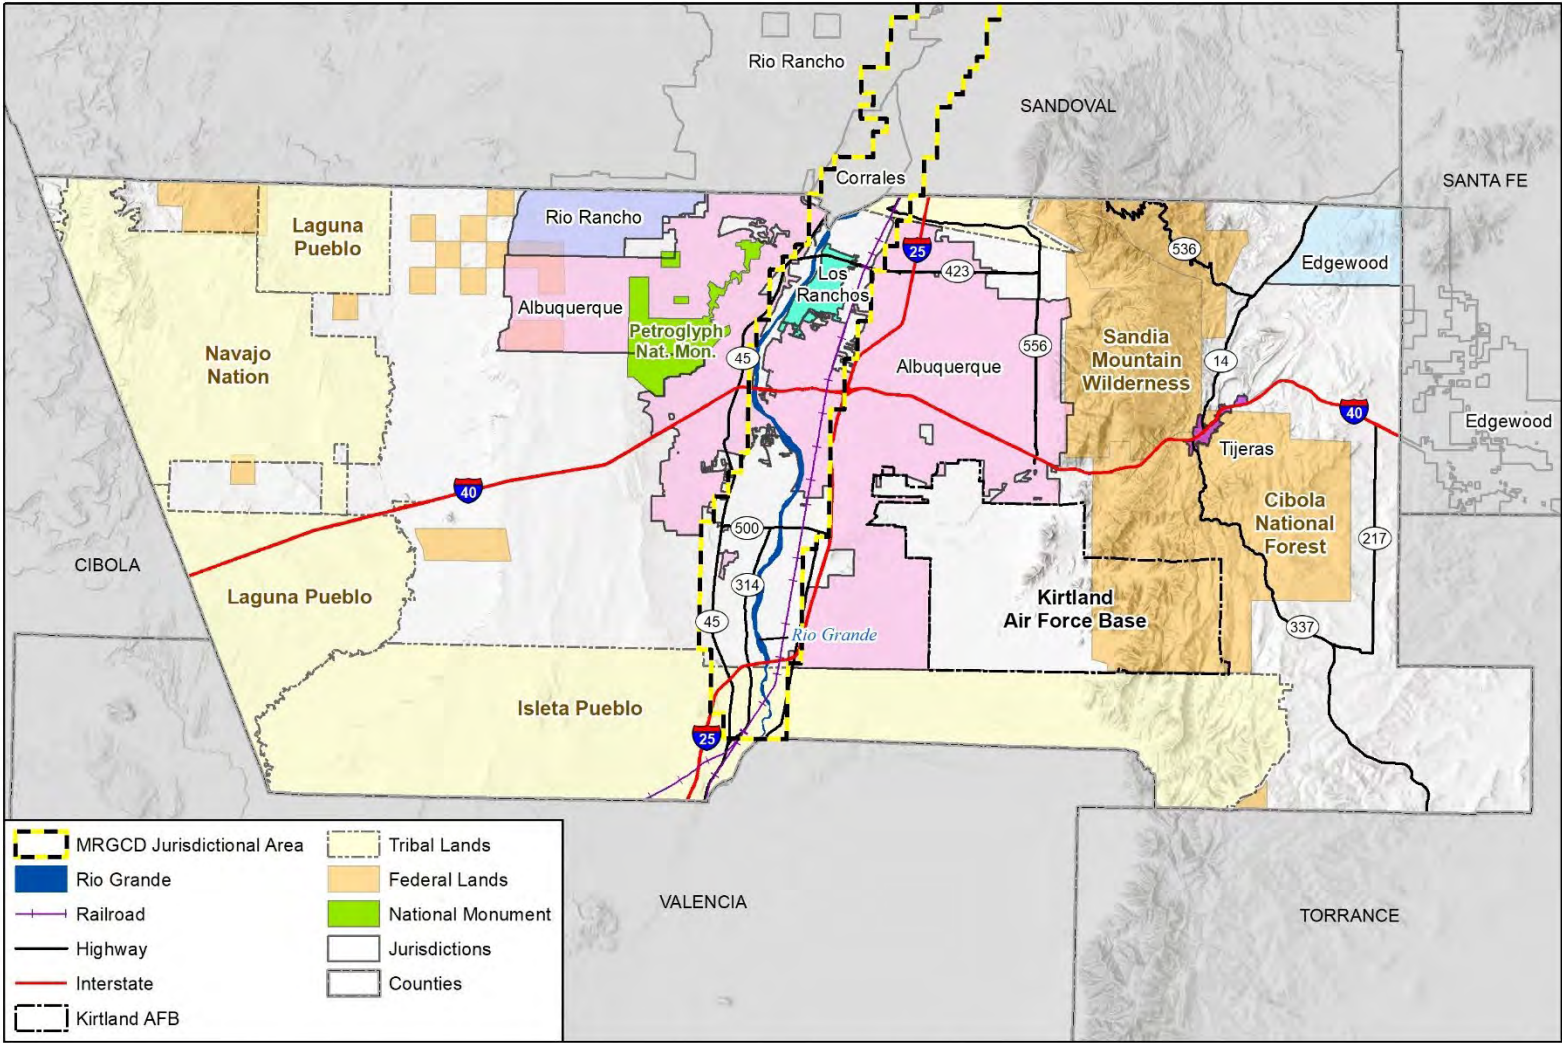 Rio Rancho
SANDOVAL
SANTA FE
Corrales
Rio Rancho
Laguna
Pueblo
536
25
Edgewood
423
Los
Ranchos
Albuquerque
Petroglyph
Nat. Mon.
Sandia
Mountain
Wilderness
556
Navajo
Nation
45
14
Albuquerque
40
Edgewood
Tijeras
40
Cibola
National
Forest
500
217
CIBOLA
314
Laguna Pueblo
Kirtland
Air Force Base
45
337
Rio Grande
Isleta Pueblo
25
VALENCIA
TORRANCE
MRGCD Jurisdictional Area
Rio Grande
Railroad
Highway
Interstate
Kirtland AFB
Tribal Lands
Federal Lands
National Monument
Jurisdictions
Counties